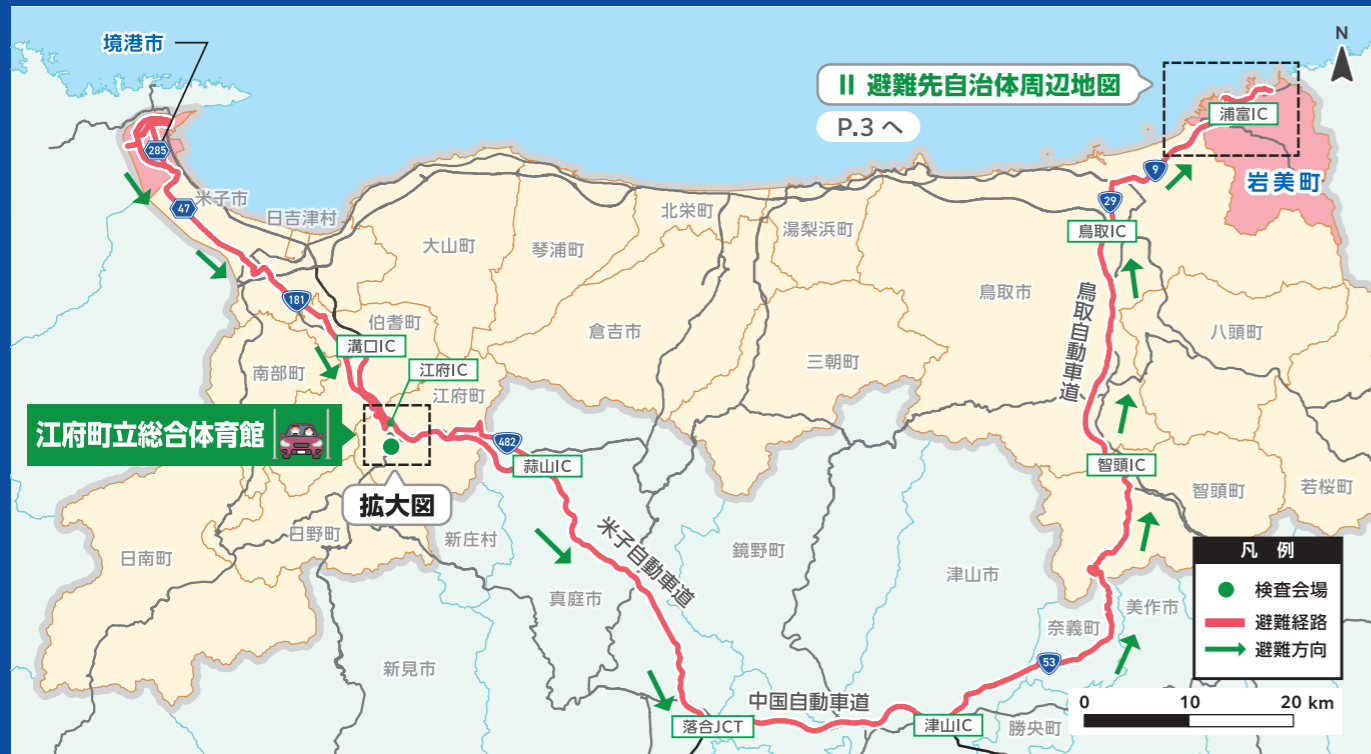 境港市
N
II 避難先自治体周辺地図
P.3 へ
浦富IC
285
9
岩美町
米子市
47
日吉津村
北栄町
29
湯梨浜町
鳥取IC
大山町
琴浦町
鳥取市
181
鳥取自動車道
伯耆町
倉吉市
八頭町
溝口IC
三朝町
南部町
江府IC
江府町
江府町立総合体育館
482
蒜山IC
智頭IC
智頭町
若桜町
拡大図
日野町
新庄村
米子自動車道
鏡野町
日南町
津山市
真庭市
美作市
奈義町
新見市
53
中国自動車道
落合JCT
津山IC
勝央町
凡 例
検査会場
避難経路
避難方向
0 10 20 km